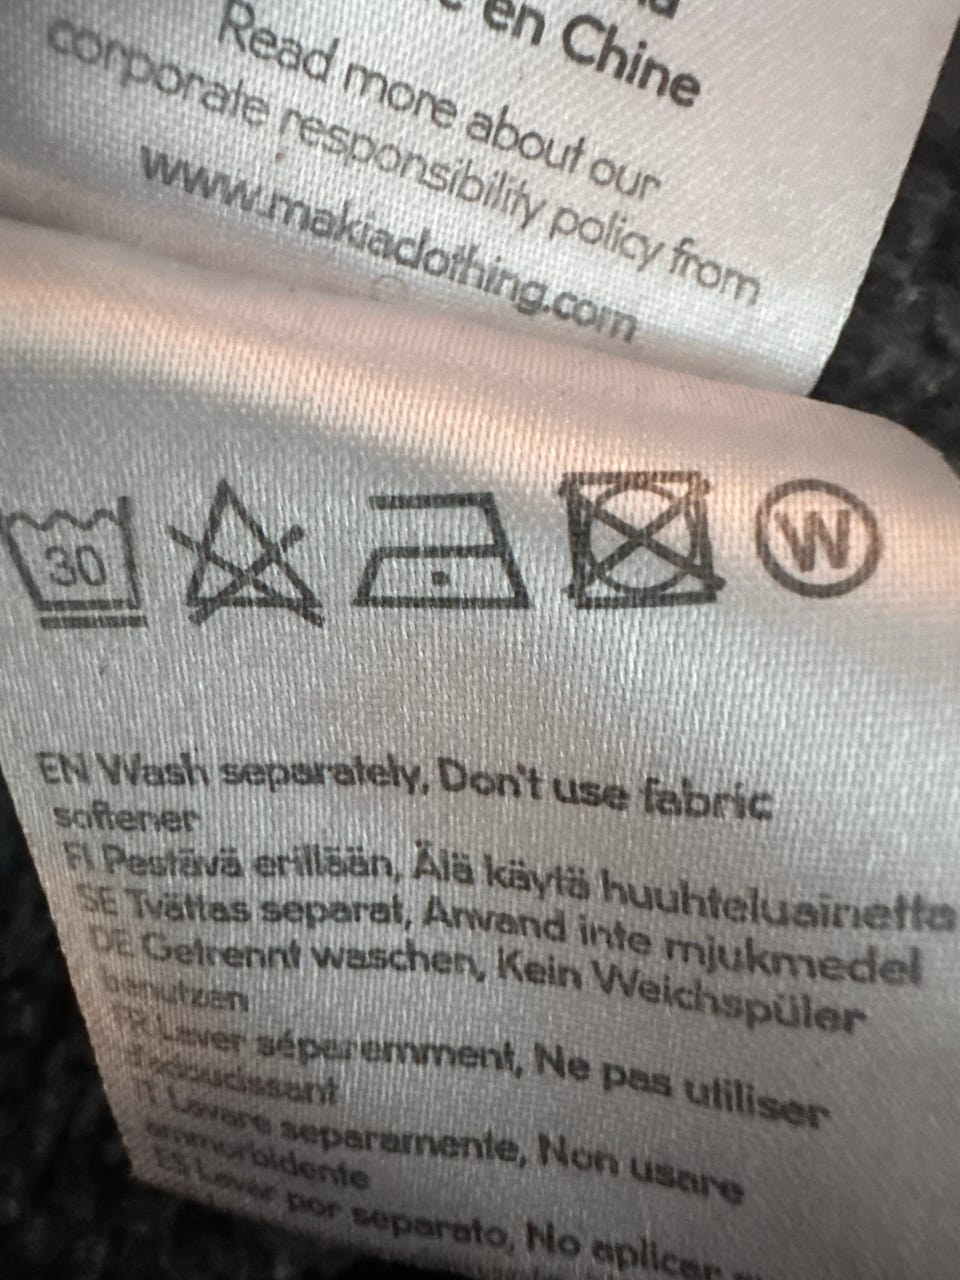 en Chine
Read more about our
corporate responsibility policy from
www.makiaclothing.com
30
W
EN Wash separately, Don't use fabric
softener
FI Pestävä erillään, Älä käytä huuhteluainetta
SE Tvättas separat, Anvand inte mjukmedel
DE Getrennt waschen, Kein Weichspüler
benutzen
FR Laver séparemment, Ne pas utiliser
d'adoucissant
IT Lavare separamente, Non usare
ammorbidente
ES Lavar por separato, No aplicar